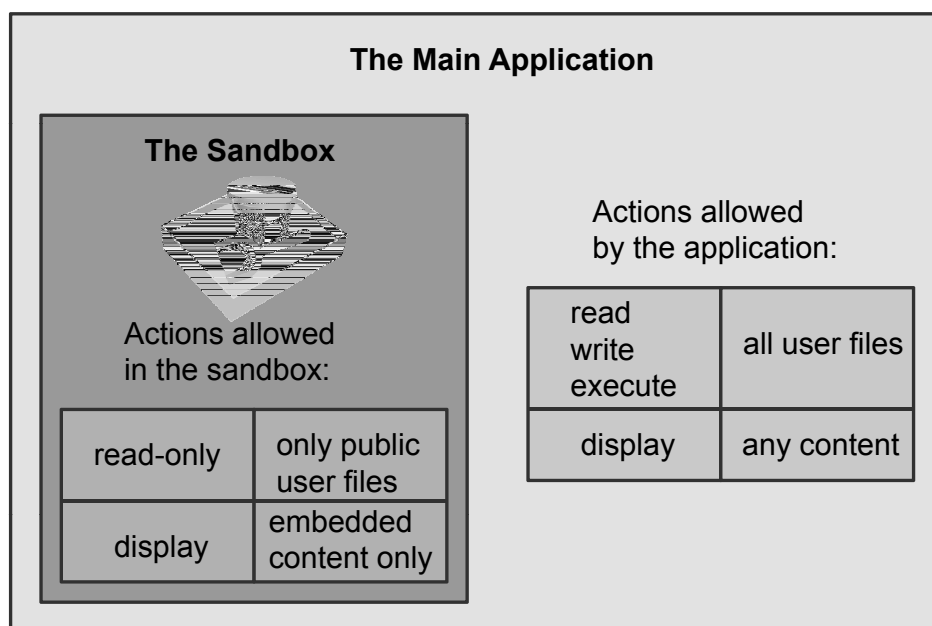 The Main Application
The Sandbox
Actions allowed
in the sandbox:
read-only
only public
user files
display
embedded
content only
Actions allowed
by the application:
read
write
execute
all user files
display
any content